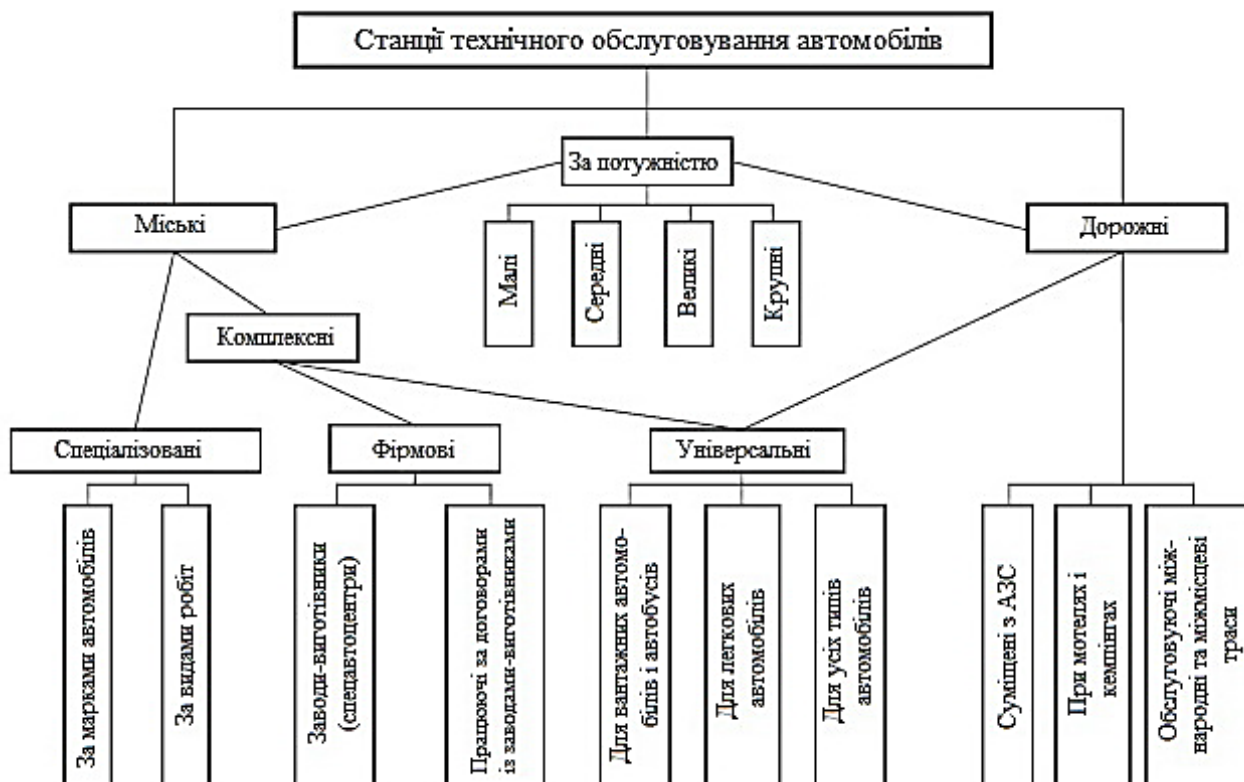 Станції технічного обслуговування автомобілів
За потужністю
Міські
Дорожні
Малі
Середні
Великі
Крупні
Комплексні
Спеціалізовані
Фірмові
Універсальні
За марками автомобілів
За видами робіт
Заводи-виготівники
(спецавтоцентри)
Працюючі за договорами
із заводами-виготівниками
Для вантажних автомо-
білів і автобусів
Для легкових
автомобілів
Для усіх типів
автомобілів
Суміщені з АЗС
При мотелях і
кемпінгах
Обслуговуючі між-
народні та міжмісцеві
траси